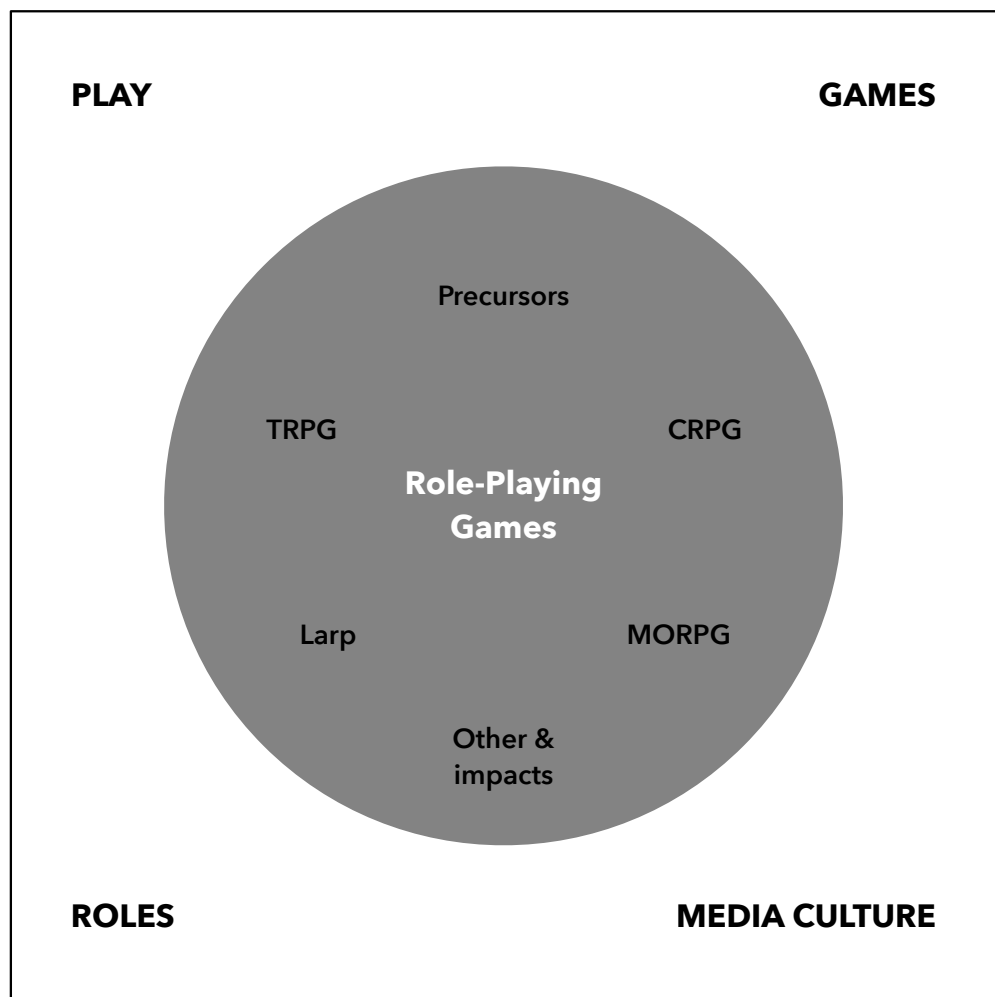 PLAY
GAMES
Precursors
TRPG
CRPG
Role-Playing
Games
Larp
MORPG
Other &
impacts
ROLES
MEDIA CULTURE